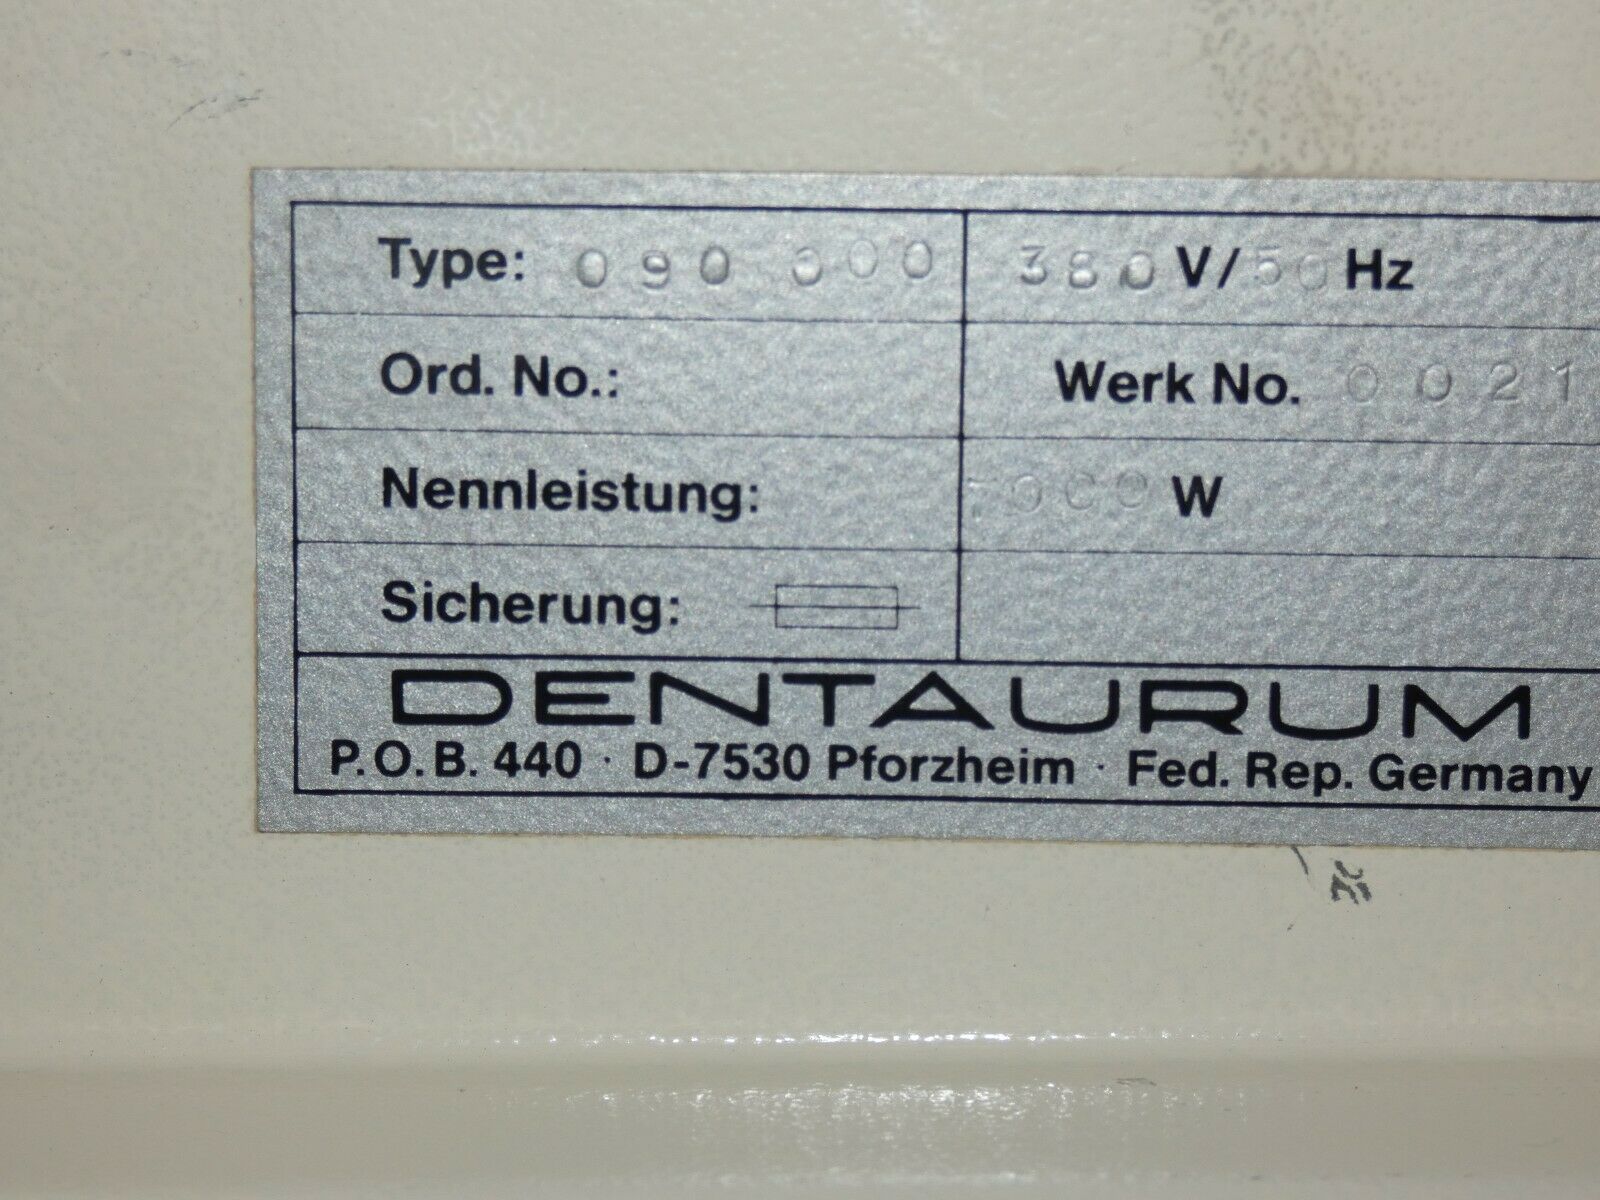 Type: 090 000 380 V/50 Hz
Ord. No.: Werk No. 0021
Nennleistung: 7000 W
Sicherung:
DENTAURUM
P.O.B. 440 · D-7530 Pforzheim · Fed. Rep. Germany